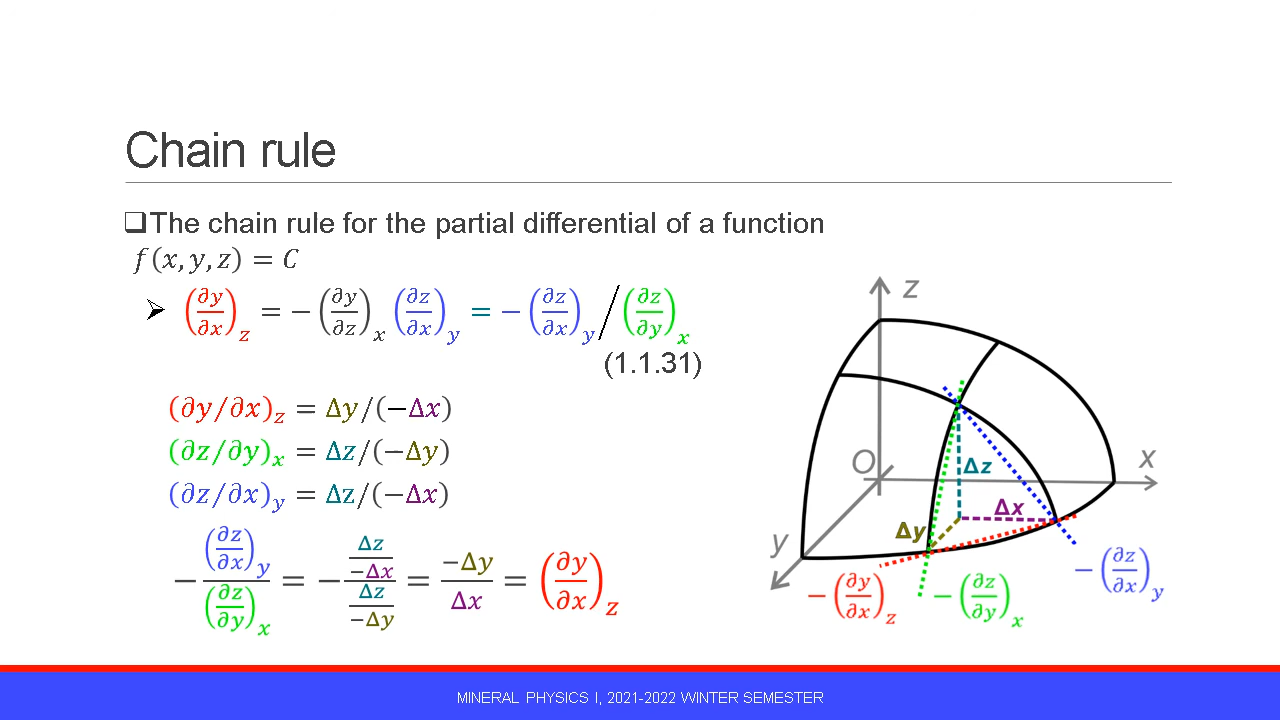 Chain rule
❑The chain rule for the partial differential of a function
f(x, y, z) = C
➢ (∂y/∂x)_z = −(∂y/∂z)_x (∂z/∂x)_y = −(∂z/∂x)_y / (∂z/∂y)_x
(1.1.31)
(∂y/∂x)_z = Δy/(−Δx)
(∂z/∂y)_x = Δz/(−Δy)
(∂z/∂x)_y = Δz/(−Δx)
−(∂z/∂x)_y / (∂z/∂y)_x = −(Δz/−Δx) / (Δz/−Δy) = −Δy/Δx = (∂y/∂x)_z
z
O
x
Δz
Δx
Δy
y
−(∂y/∂x)_z
−(∂z/∂y)_x
−(∂z/∂x)_y
MINERAL PHYSICS I, 2021-2022 WINTER SEMESTER